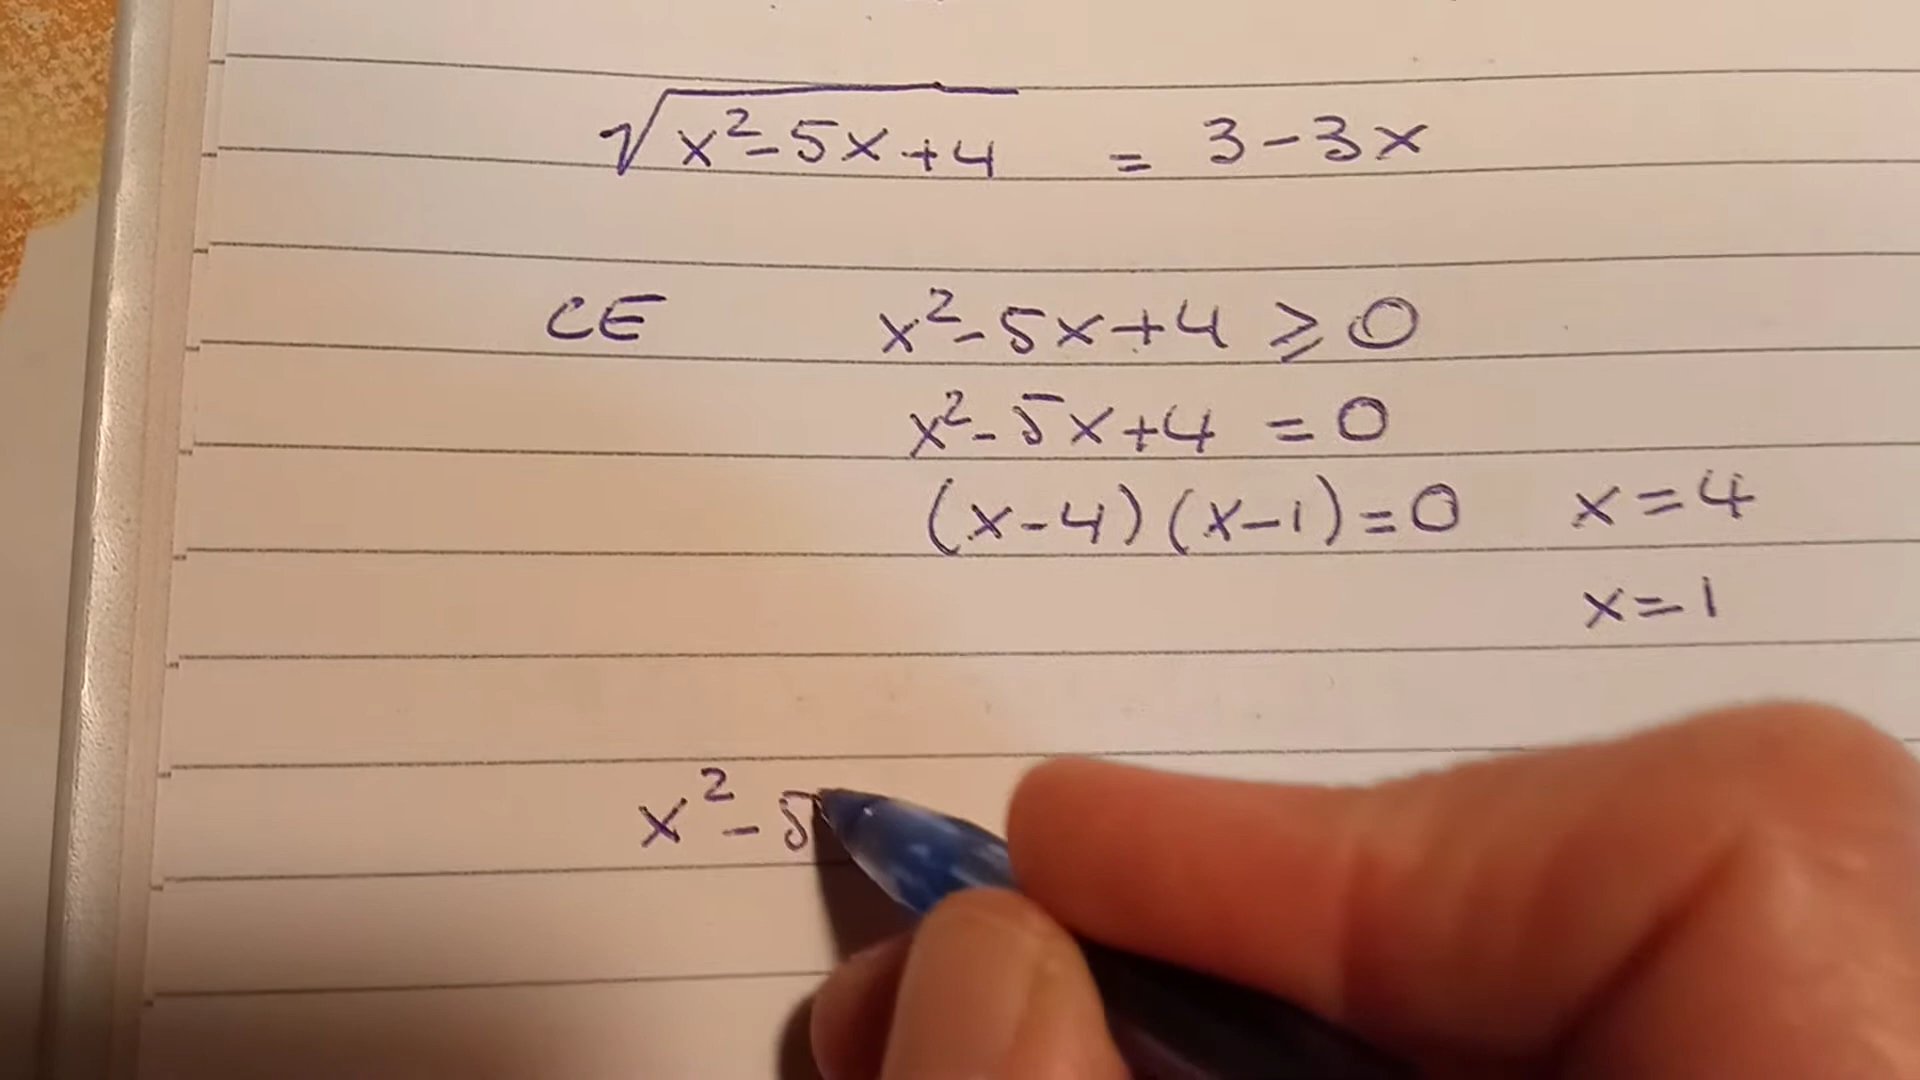 √x²-5x+4 = 3-3x
CE x²-5x+4 ⩾ 0
x²-5x+4 = 0
(x-4)(x-1)=0 x=4
x=1
x²-5